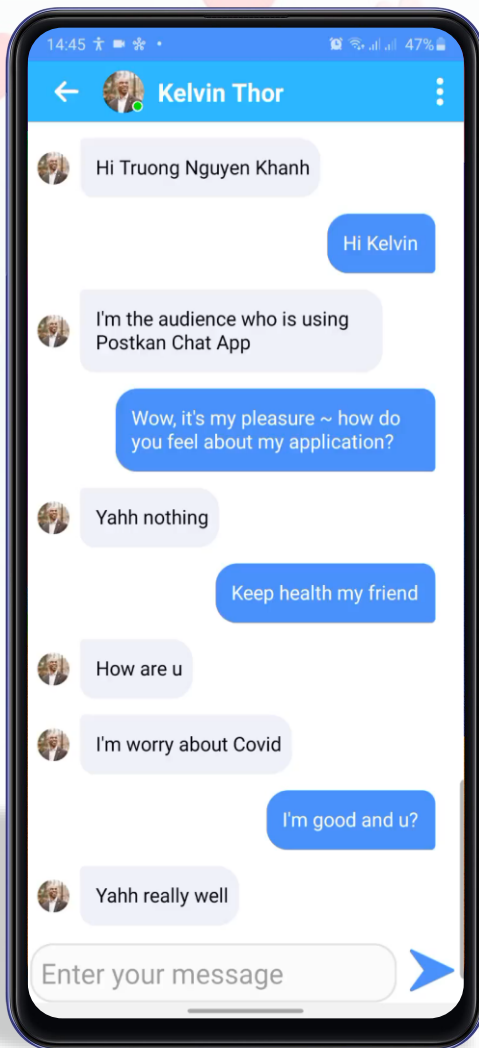 14:45
47%
Kelvin Thor
Hi Truong Nguyen Khanh
Hi Kelvin
I'm the audience who is using
Postkan Chat App
Wow, it's my pleasure ~ how do
you feel about my application?
Yahh nothing
Keep health my friend
How are u
I'm worry about Covid
I'm good and u?
Yahh really well
Enter your message